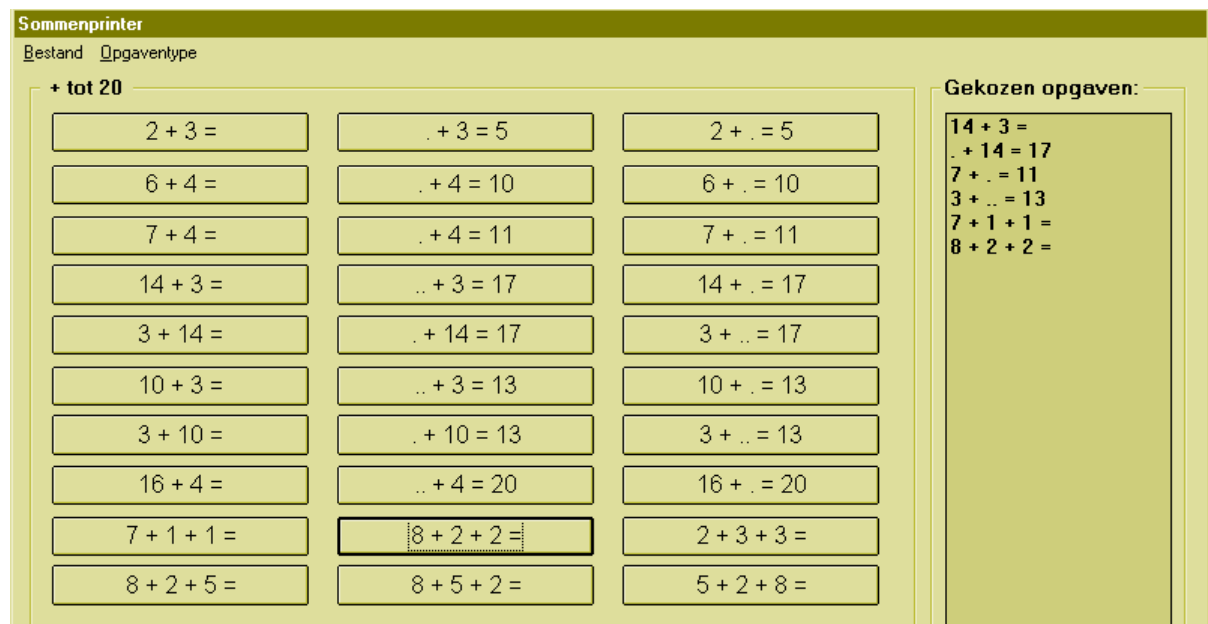 Sommenprinter
Bestand Opgaventype
+ tot 20
2 + 3 = . + 3 = 5 2 + . = 5
6 + 4 = . + 4 = 10 6 + . = 10
7 + 4 = . + 4 = 11 7 + . = 11
14 + 3 = .. + 3 = 17 14 + . = 17
3 + 14 = . + 14 = 17 3 + .. = 17
10 + 3 = .. + 3 = 13 10 + . = 13
3 + 10 = . + 10 = 13 3 + .. = 13
16 + 4 = .. + 4 = 20 16 + . = 20
7 + 1 + 1 = 8 + 2 + 2 = 2 + 3 + 3 =
8 + 2 + 5 = 8 + 5 + 2 = 5 + 2 + 8 =
Gekozen opgaven:
14 + 3 =
. + 14 = 17
7 + . = 11
3 + .. = 13
7 + 1 + 1 =
8 + 2 + 2 =